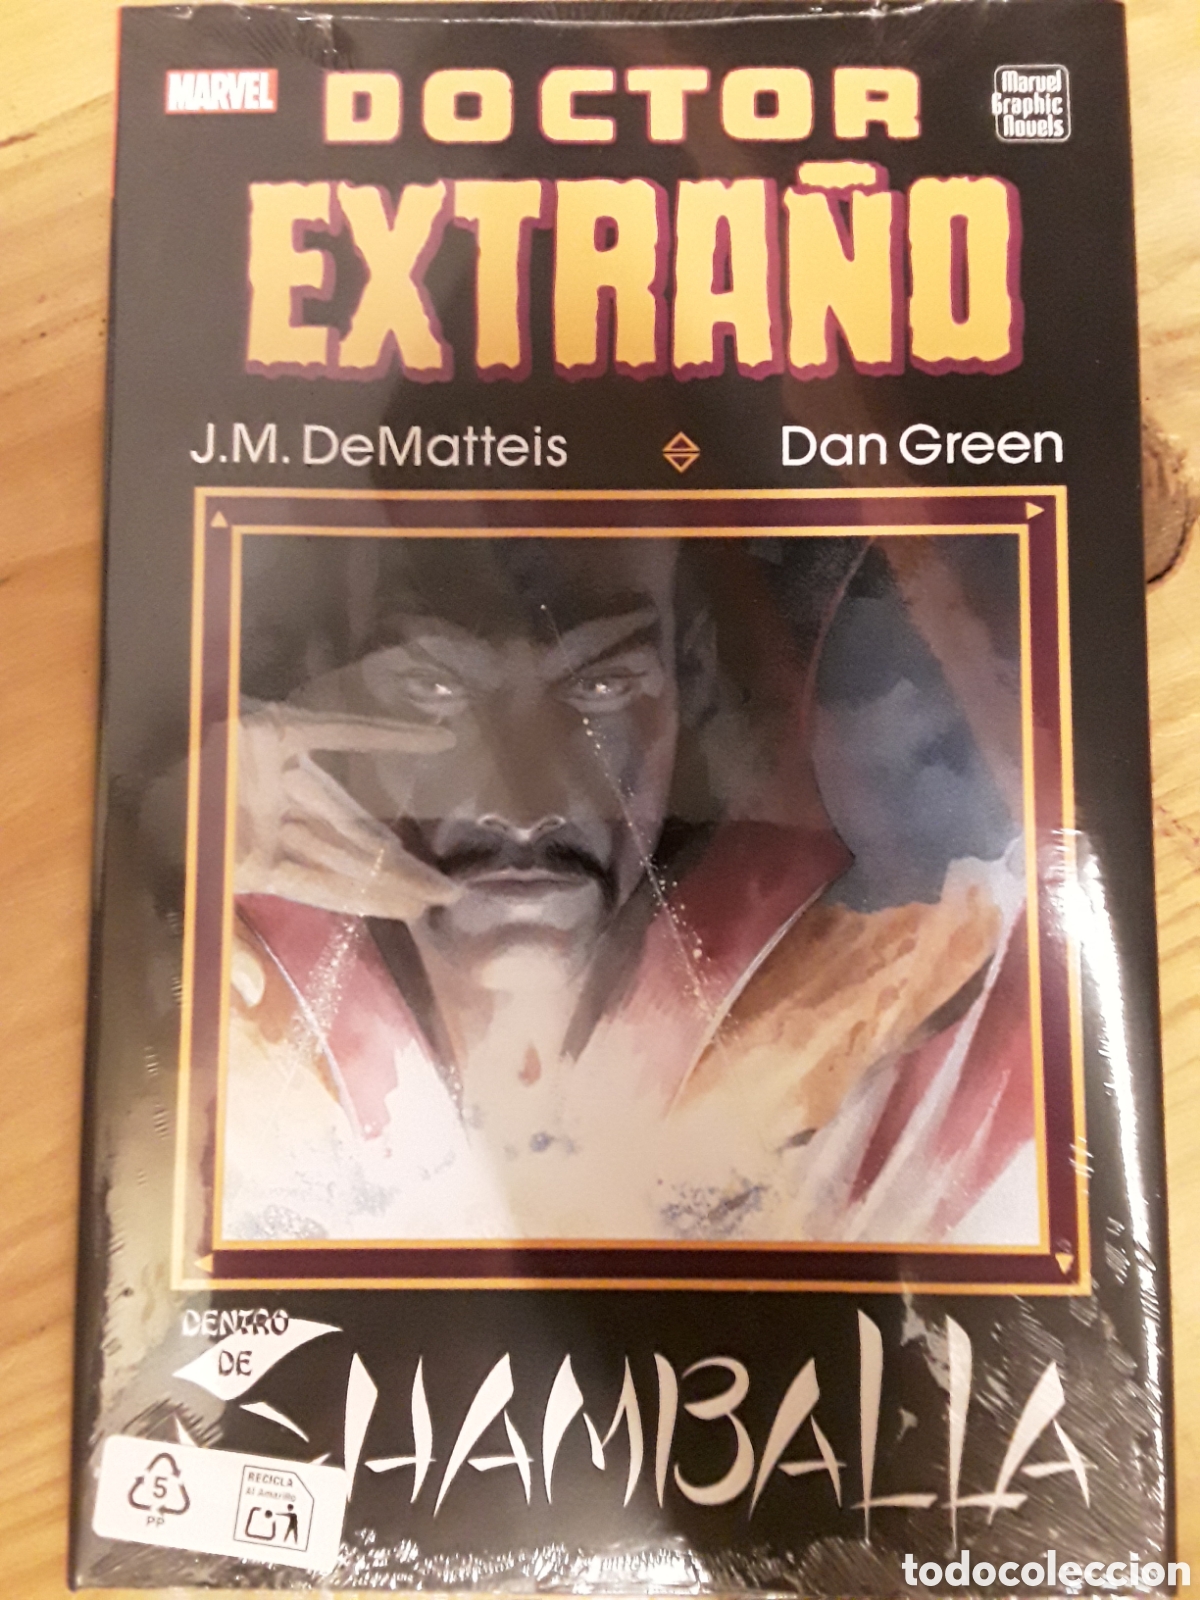 MARVEL
DOCTOR
Marvel
Graphic
Novels
EXTRAÑO
J.M. DeMatteis
Dan Green
DENTRO
DE
SHAMBALLA
5
PP
RECICLA
Al Amarillo
todocoleccion